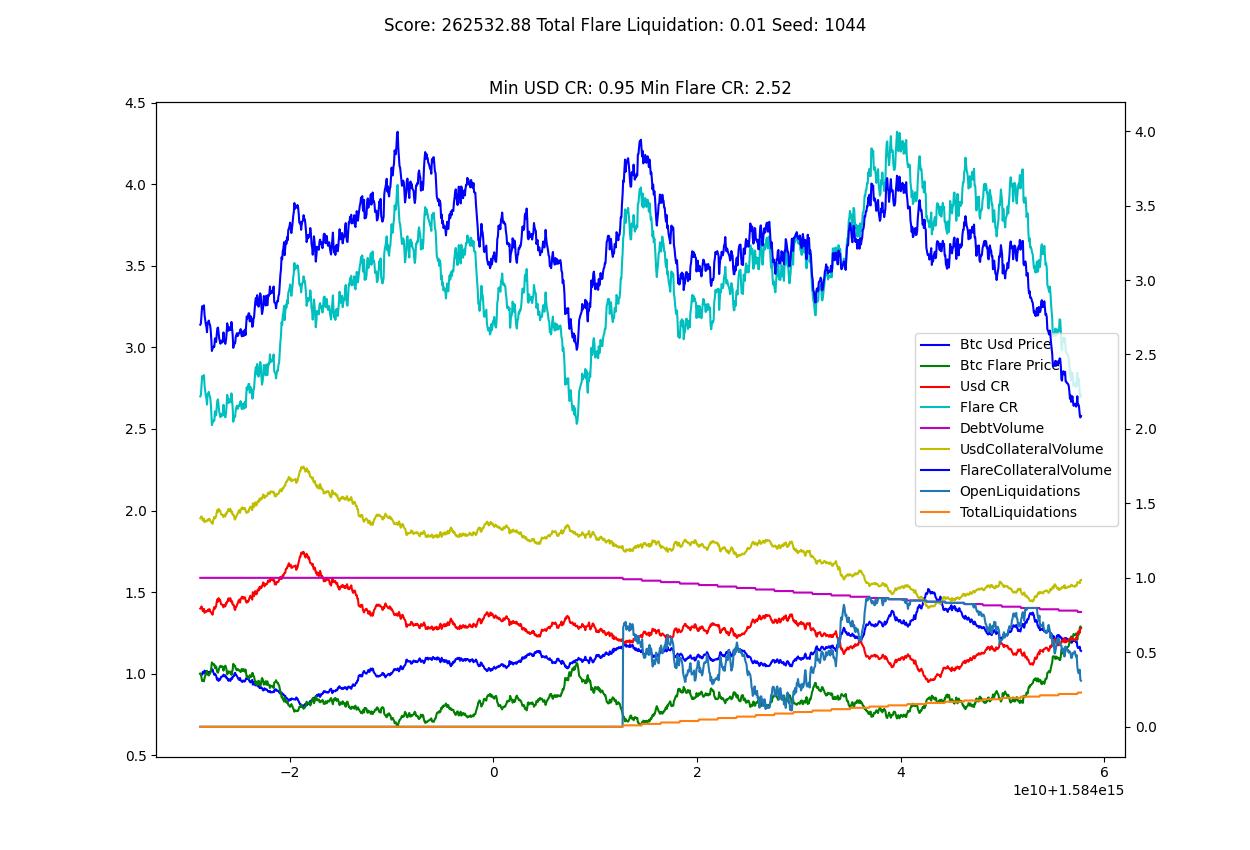 Score: 262532.88 Total Flare Liquidation: 0.01 Seed: 1044
Min USD CR: 0.95 Min Flare CR: 2.52
4.5
4.0
3.5
3.0
2.5
2.0
1.5
1.0
0.5
4.0
3.5
3.0
2.5
2.0
1.5
1.0
0.5
0.0
Btc Usd Price
Btc Flare Price
Usd CR
Flare CR
DebtVolume
UsdCollateralVolume
FlareCollateralVolume
OpenLiquidations
TotalLiquidations
−2 0 2 4 6
1e10+1.584e15